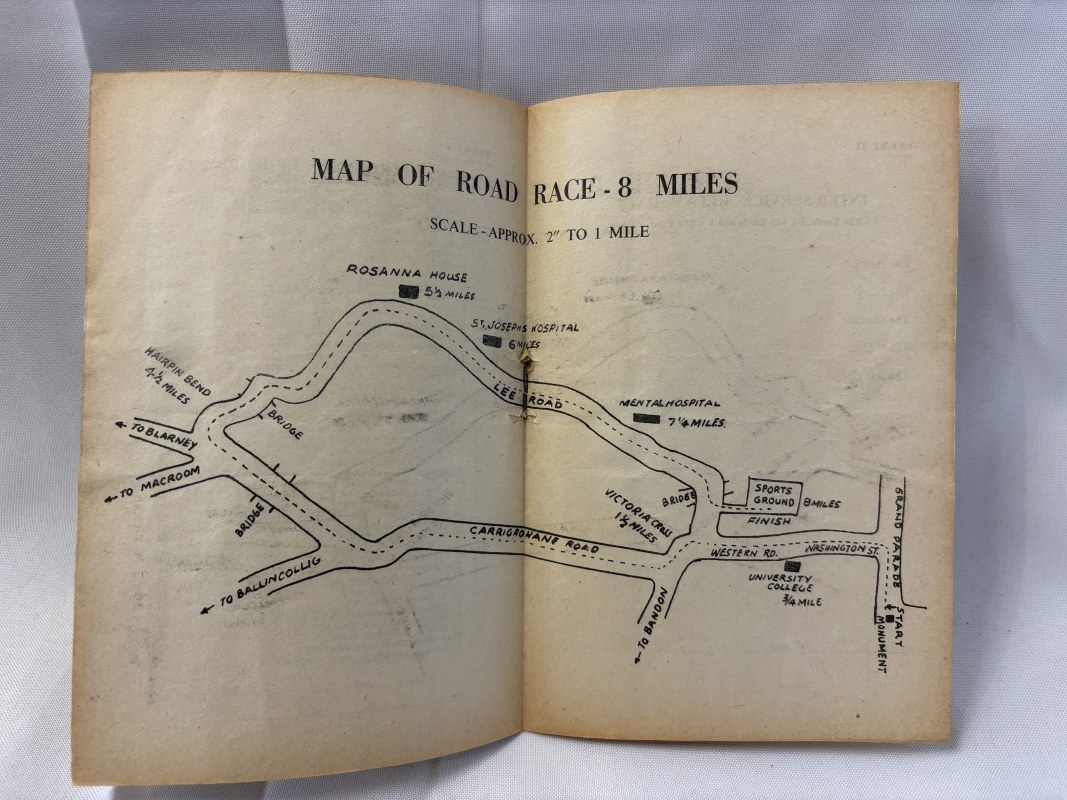 MAP OF ROAD RACE - 8 MILES
SCALE - APPROX. 2" TO 1 MILE
ROSANNA HOUSE
5½ MILES
ST. JOSEPHS HOSPITAL
6 MILES
HAIRPIN BEND
4½ MILES
BRIDGE
LEE ROAD
MENTAL HOSPITAL
7¼ MILES.
TO BLARNEY
TO MACROOM
BRIDGE
VICTORIA CROSS
1½ MILES
BRIDGE
SPORTS
GROUND
8 MILES
FINISH
GRAND PARADE
CARRIGROHANE ROAD
WESTERN RD.
WASHINGTON ST.
UNIVERSITY
COLLEGE
¾ MILE
TO BALLINCOLLIG
TO BANDON
START
MONUMENT